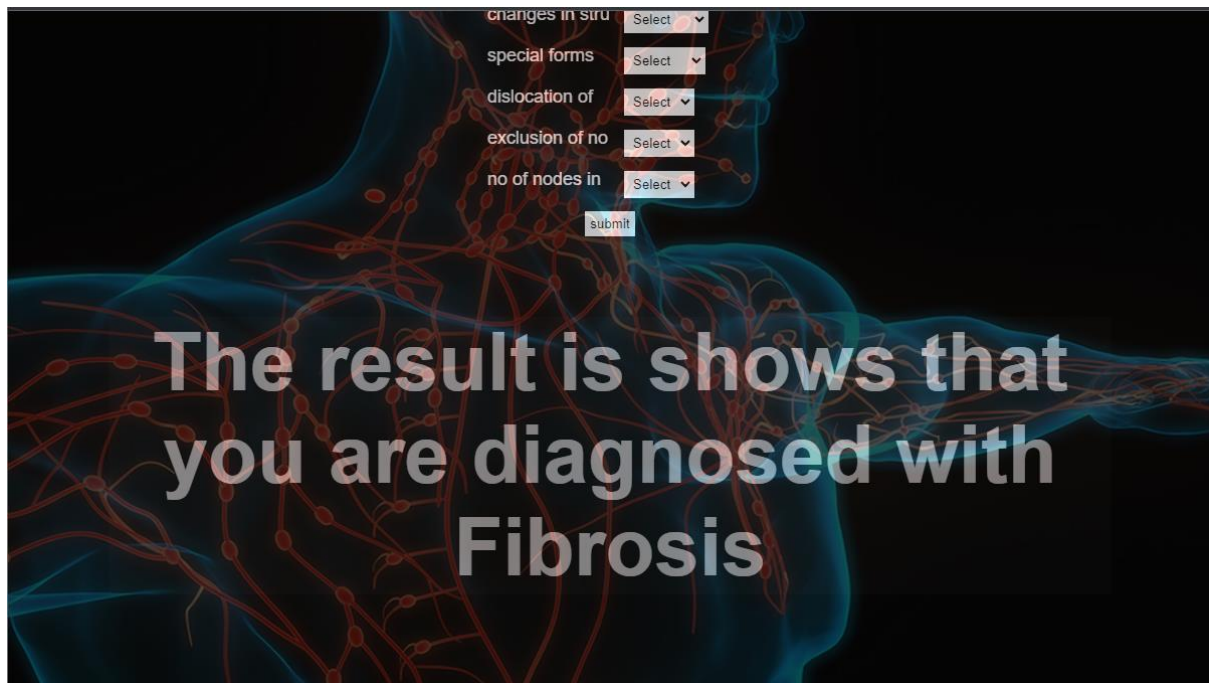 changes in stru Select
special forms Select
dislocation of Select
exclusion of no Select
no of nodes in Select
submit
The result is shows that
you are diagnosed with
Fibrosis